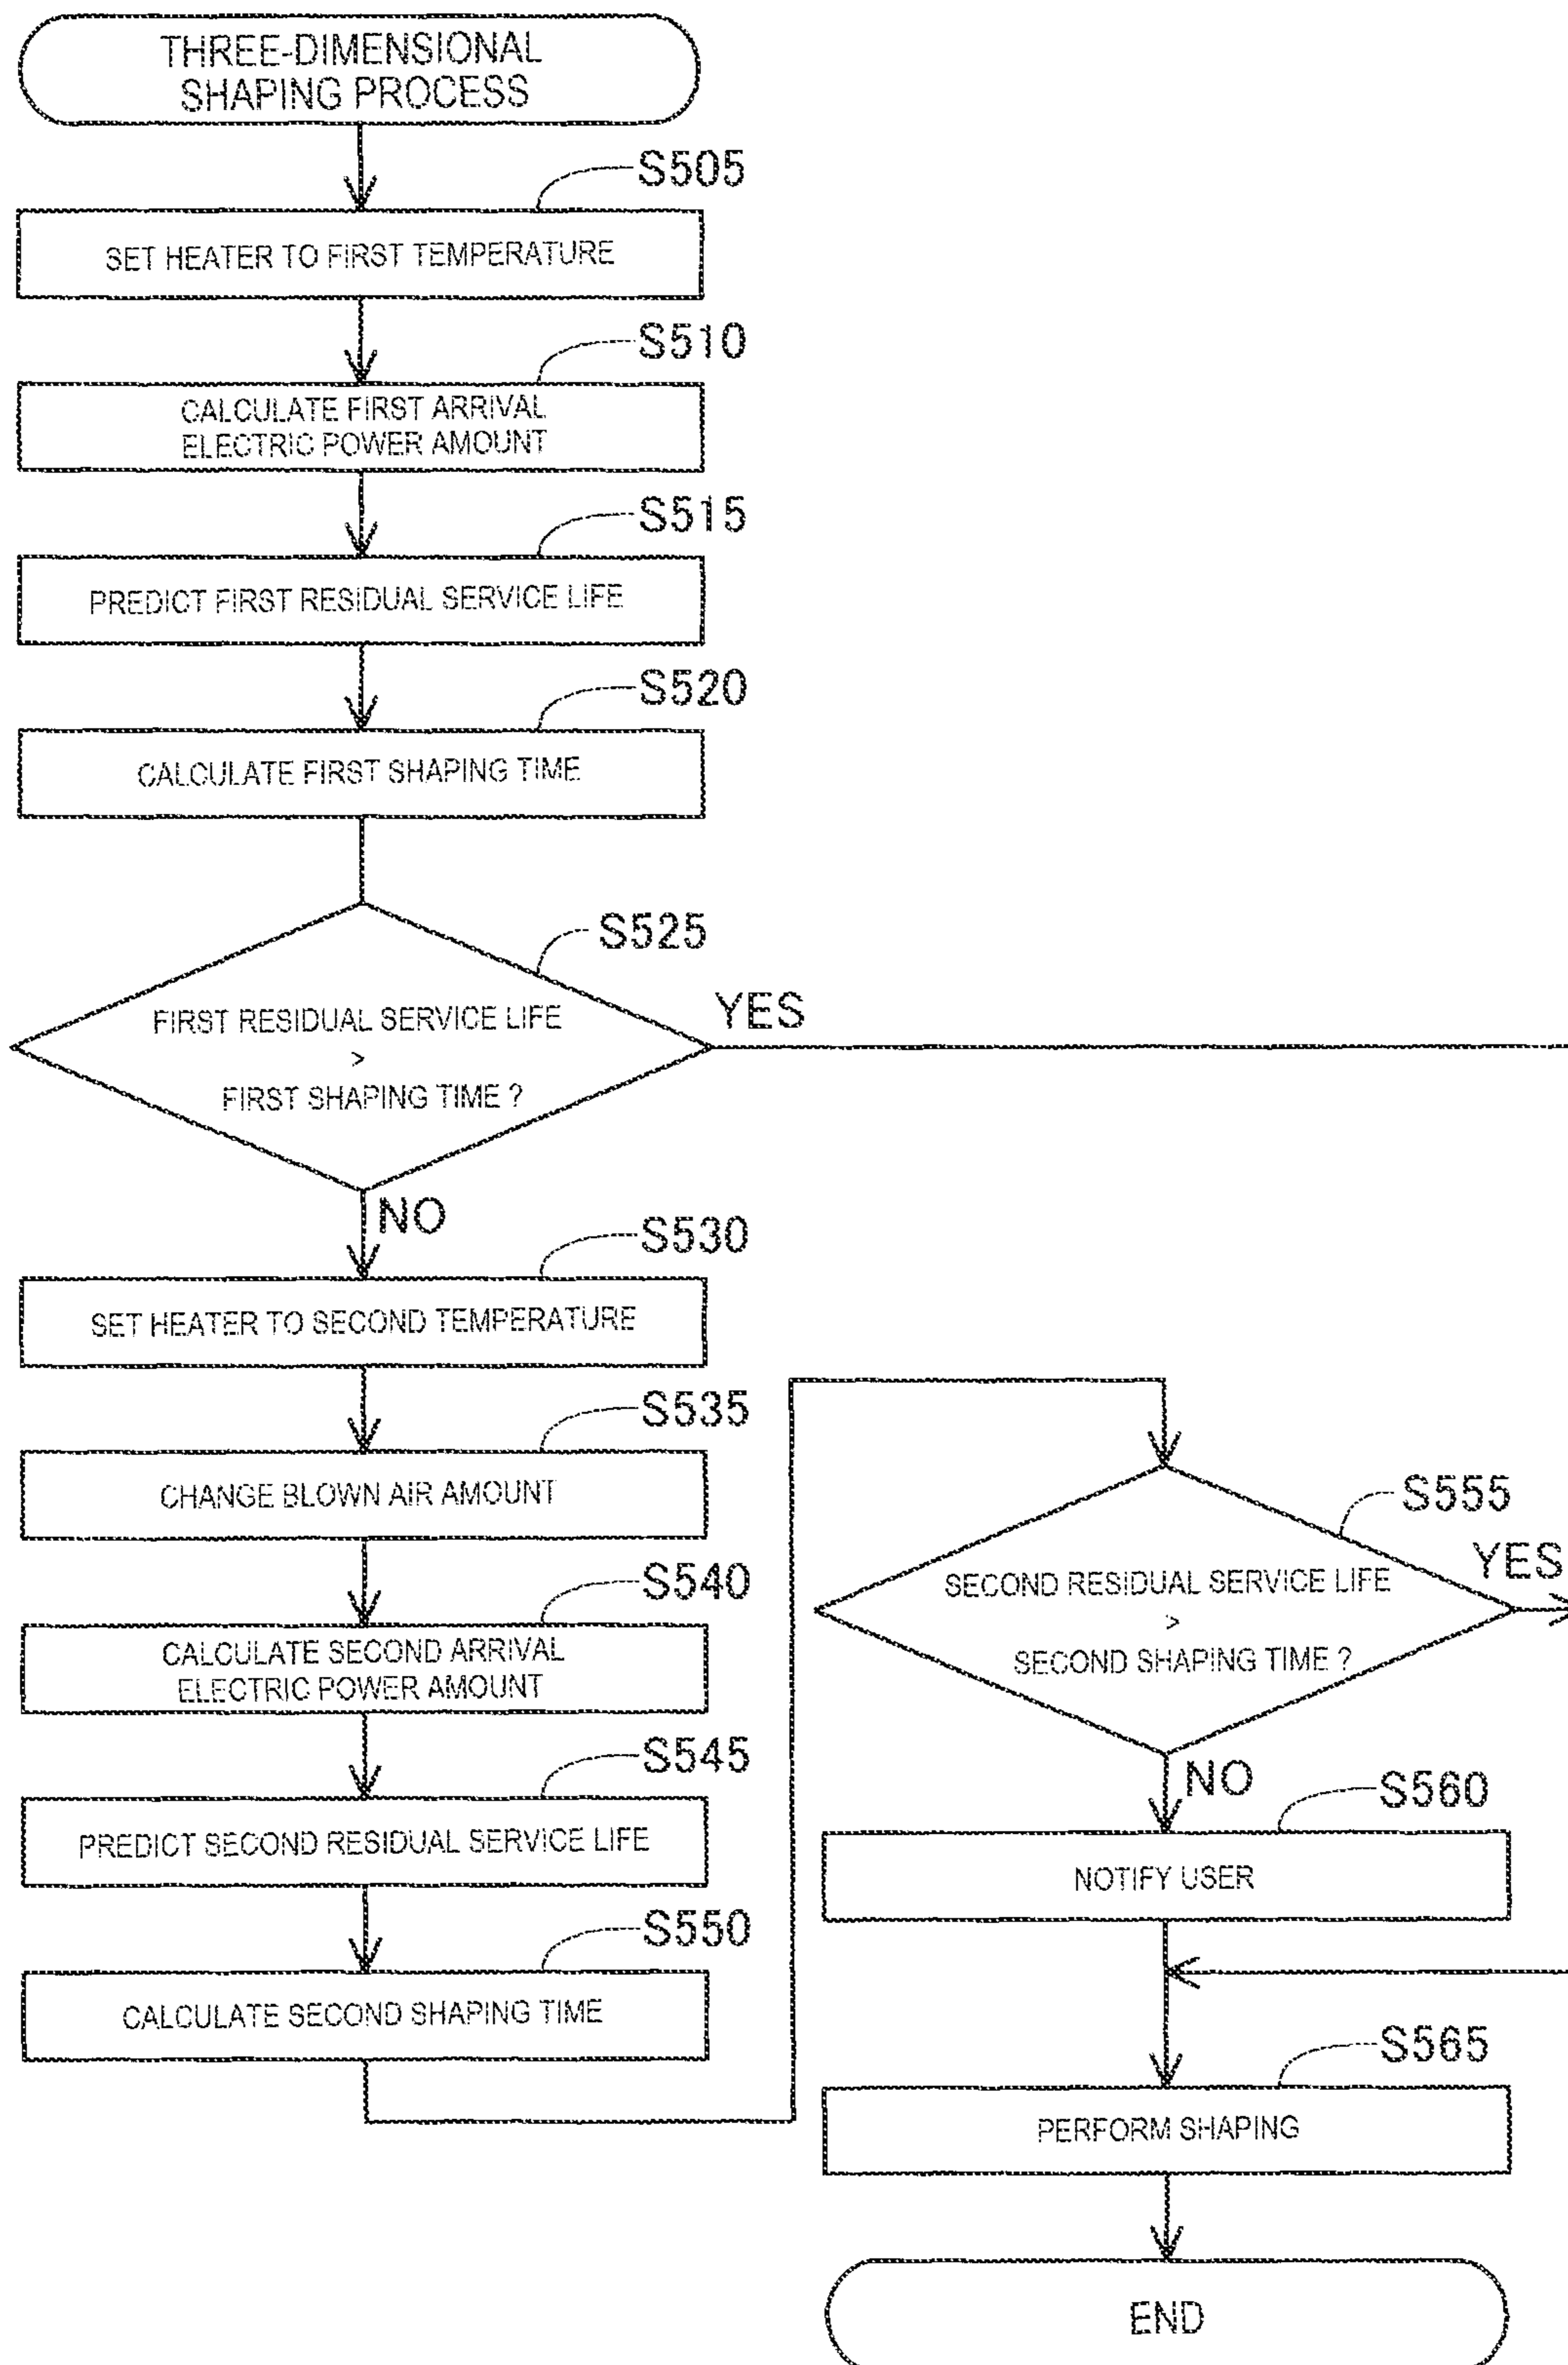 THREE-DIMENSIONAL
SHAPING PROCESS
S505
SET HEATER TO FIRST TEMPERATURE
S510
CALCULATE FIRST ARRIVAL
ELECTRIC POWER AMOUNT
S515
PREDICT FIRST RESIDUAL SERVICE LIFE
S520
CALCULATE FIRST SHAPING TIME
S525
FIRST RESIDUAL SERVICE LIFE
>
FIRST SHAPING TIME ?
YES
NO
S530
SET HEATER TO SECOND TEMPERATURE
S535
CHANGE BLOWN AIR AMOUNT
S540
CALCULATE SECOND ARRIVAL
ELECTRIC POWER AMOUNT
S545
PREDICT SECOND RESIDUAL SERVICE LIFE
S550
CALCULATE SECOND SHAPING TIME
S555
SECOND RESIDUAL SERVICE LIFE
>
SECOND SHAPING TIME ?
YES
NO
S560
NOTIFY USER
S565
PERFORM SHAPING
END